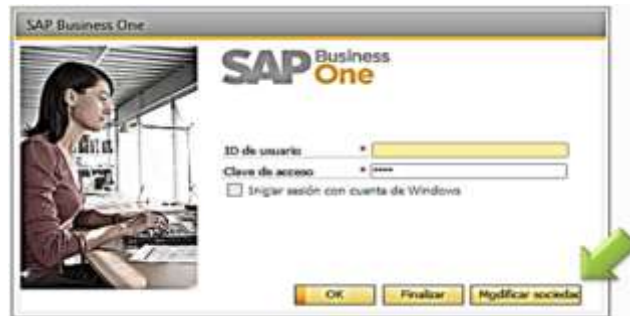 SAP Business One
SAP Business One
ID de usuario *
Clave de acceso * ****
Iniciar sesión con cuenta de Windows
OK Finalizar Modificar sociedad